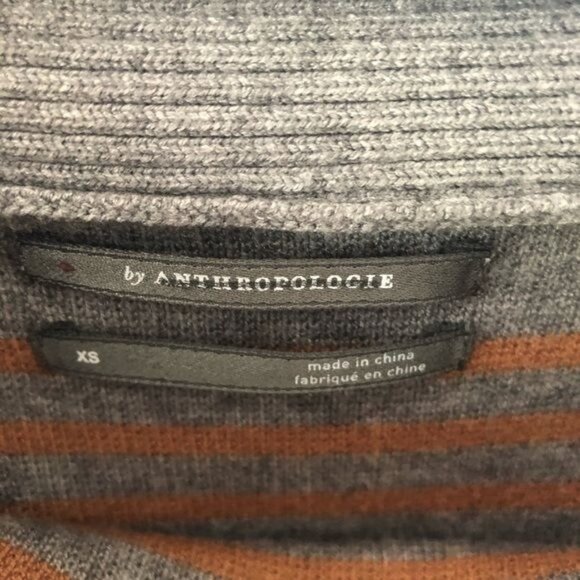 by ANTHROPOLOGIE
XS
made in china
fabriqué en chine